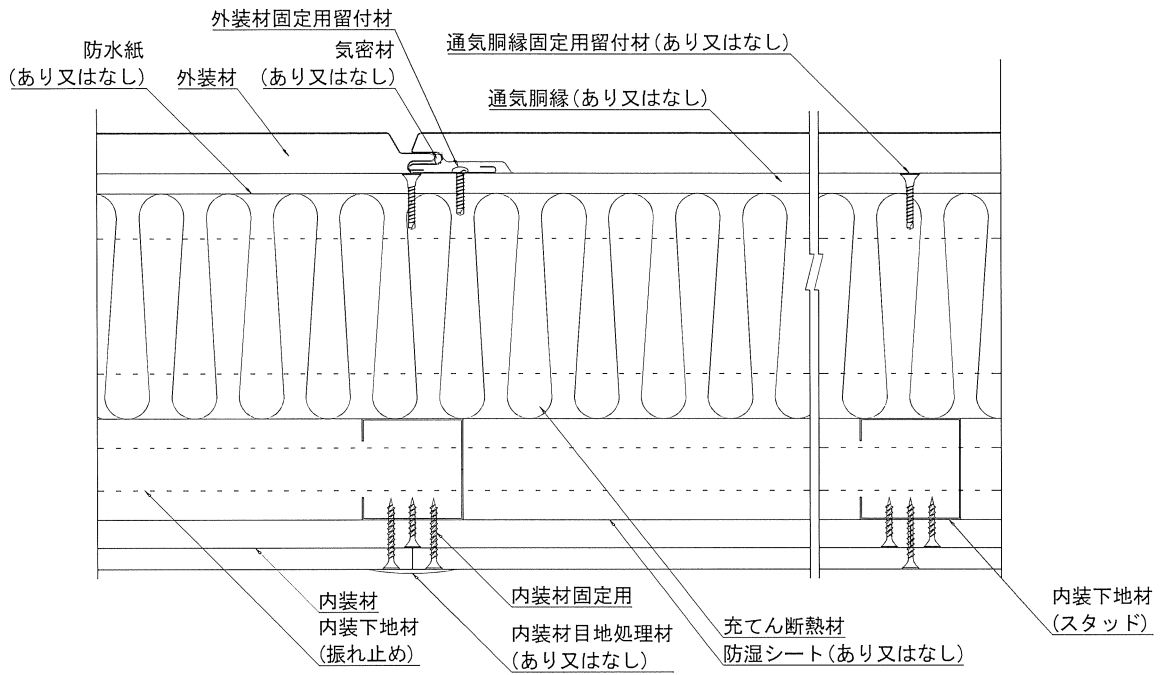 外装材固定用留付材
防水紙
(あり又はなし)
外装材
気密材
(あり又はなし)
通気胴縁固定用留付材(あり又はなし)
通気胴縁(あり又はなし)
内装材
内装下地材
(振れ止め)
内装材固定用
内装材目地処理材
(あり又はなし)
充てん断熱材
防湿シート(あり又はなし)
内装下地材
(スタッド)